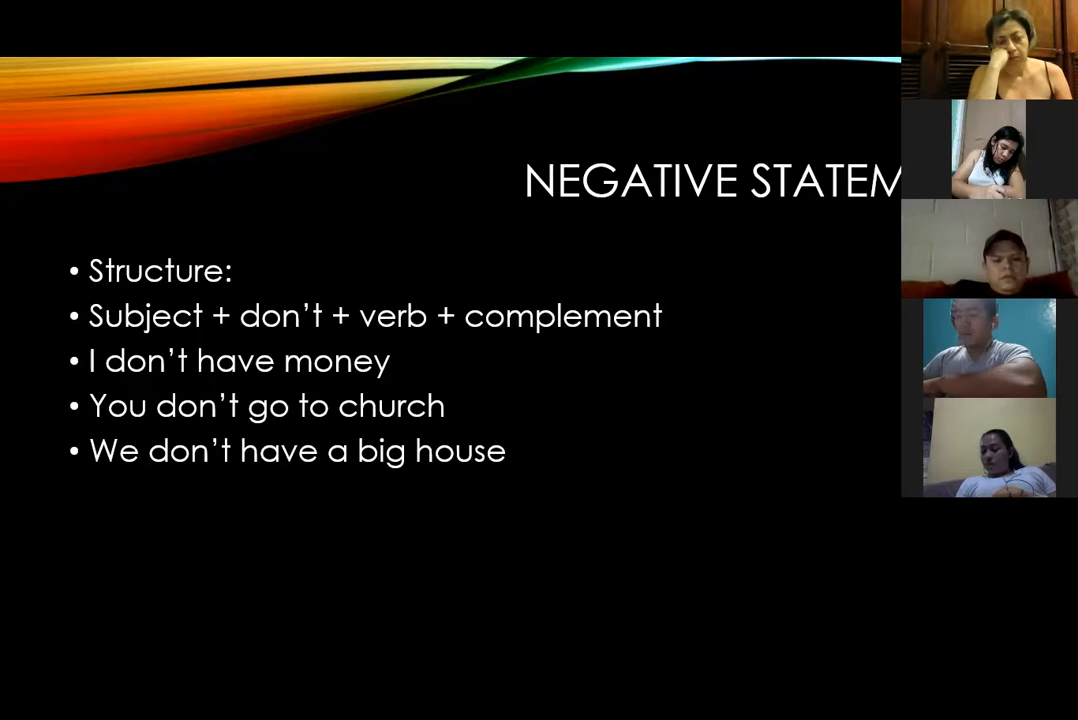 NEGATIVE STATEM
• Structure:
• Subject + don’t + verb + complement
• I don’t have money
• You don’t go to church
• We don’t have a big house